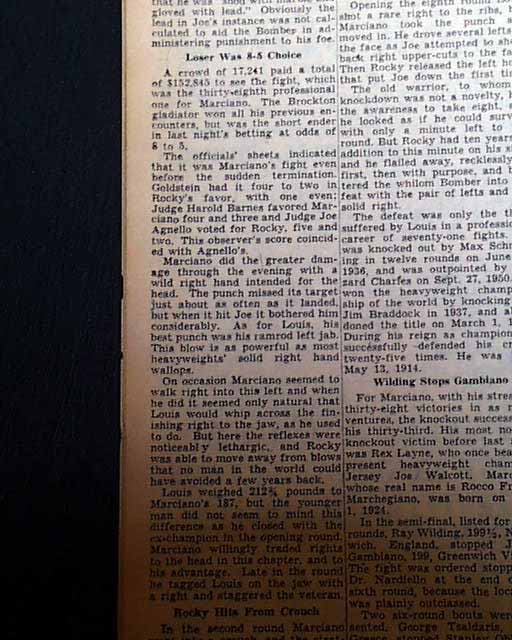 that he was "shod with
gloved with lead." Obviously the
lead in Joe's instance was not cal-
culated to aid the Bomber in ad-
ministering punishment to his foe.
Loser Was 8-5 Choice
A crowd of 17,241 paid a total
of $152,845 to see the fight, which
was the thirty-eighth professional
one for Marciano. The Brockton
gladiator won all his previous en-
counters, but was the short ender
in last night's betting at odds of
8 to 5.
The officials' sheets indicated
that it was Marciano's fight even
before the sudden termination.
Goldstein had it four to two in
Rocky's favor, with one even;
Judge Harold Barnes favored Mar-
ciano four and three and Judge Joe
Agnello voted for Rocky, five and
two. This observer's score coincid-
ed with Agnello's.
Marciano did the greater dam-
age through the evening with a
wild right hand intended for the
head. The punch missed its target
just about as often as it landed,
but when it hit Joe it bothered him
considerably. As for Louis, his
best punch was his ramrod left jab.
This blow is as powerful as most
heavyweights' solid right hand
wallops.
On occasion Marciano seemed to
walk right into this left and when
he did it seemed only natural that
Louis would whip across the fin-
ishing right to the jaw, as he used
to do. But here the reflexes were
noticeably lethargic, and Rocky
was able to move away from blows
that no man in the world could
have avoided a few years back.
Louis weighed 212¾ pounds to
Marciano's 187, but the younger
man did not seem to mind this
difference as he closed with the
ex-champion in the opening round.
Marciano willingly traded rights
to the head in this chapter, and to
his advantage. Late in the round
he tagged Louis on the jaw with
a right and staggered the veteran.
Rocky Hits From Crouch
In the second round Marciano
Opening the eighth round
shot a rare right to the ribs,
Marciano took the punch
moved in. He drove several lefts
the face as Joe attempted to
back right upper-cuts to the
Then Rocky released the left
that put Joe down the first
The old warrior, to whom
knockdown was not a novelty,
the awareness to take eight,
he looked as if he could
with only a minute left to
round. But Rocky had ten years
addition to this minute on his
and he flailed away, recklessly
first, then with purpose, and
tered the whilom Bomber into
feat with the pair of lefts and
solid right.
The defeat was only the
suffered by Louis in a
career of seventy-one fights.
was knocked out by Max
ing in twelve rounds on June
1936, and was outpointed by
zard Charles on Sept. 27, 1950.
won the heavyweight
ship of the world by knocking
Jim Braddock in 1937, and
doned the title on March 1,
During his reign as champion
successfully defended his
twenty-five times. He was
May 13, 1914.
Wilding Stops Gambiano
For Marciano, with his
thirty-eight victories in as
ventures, the knockout success
his thirty-third. His most
knockout victim before last
was Rex Layne, who once
present heavyweight
Jersey Joe Walcott.
whose real name is Rocco
Marchegiano, was born on
1, 1924.
In the semi-final, listed for
rounds, Ray Wilding, 199½,
wich, England, stopped
Gambiano, 199, Greenwich
The fight was ordered stopped
Dr. Nardiello at the end
sixth round, because the
was plainly outclassed.
Two six-round bouts were
sented. George Tsaldaris,